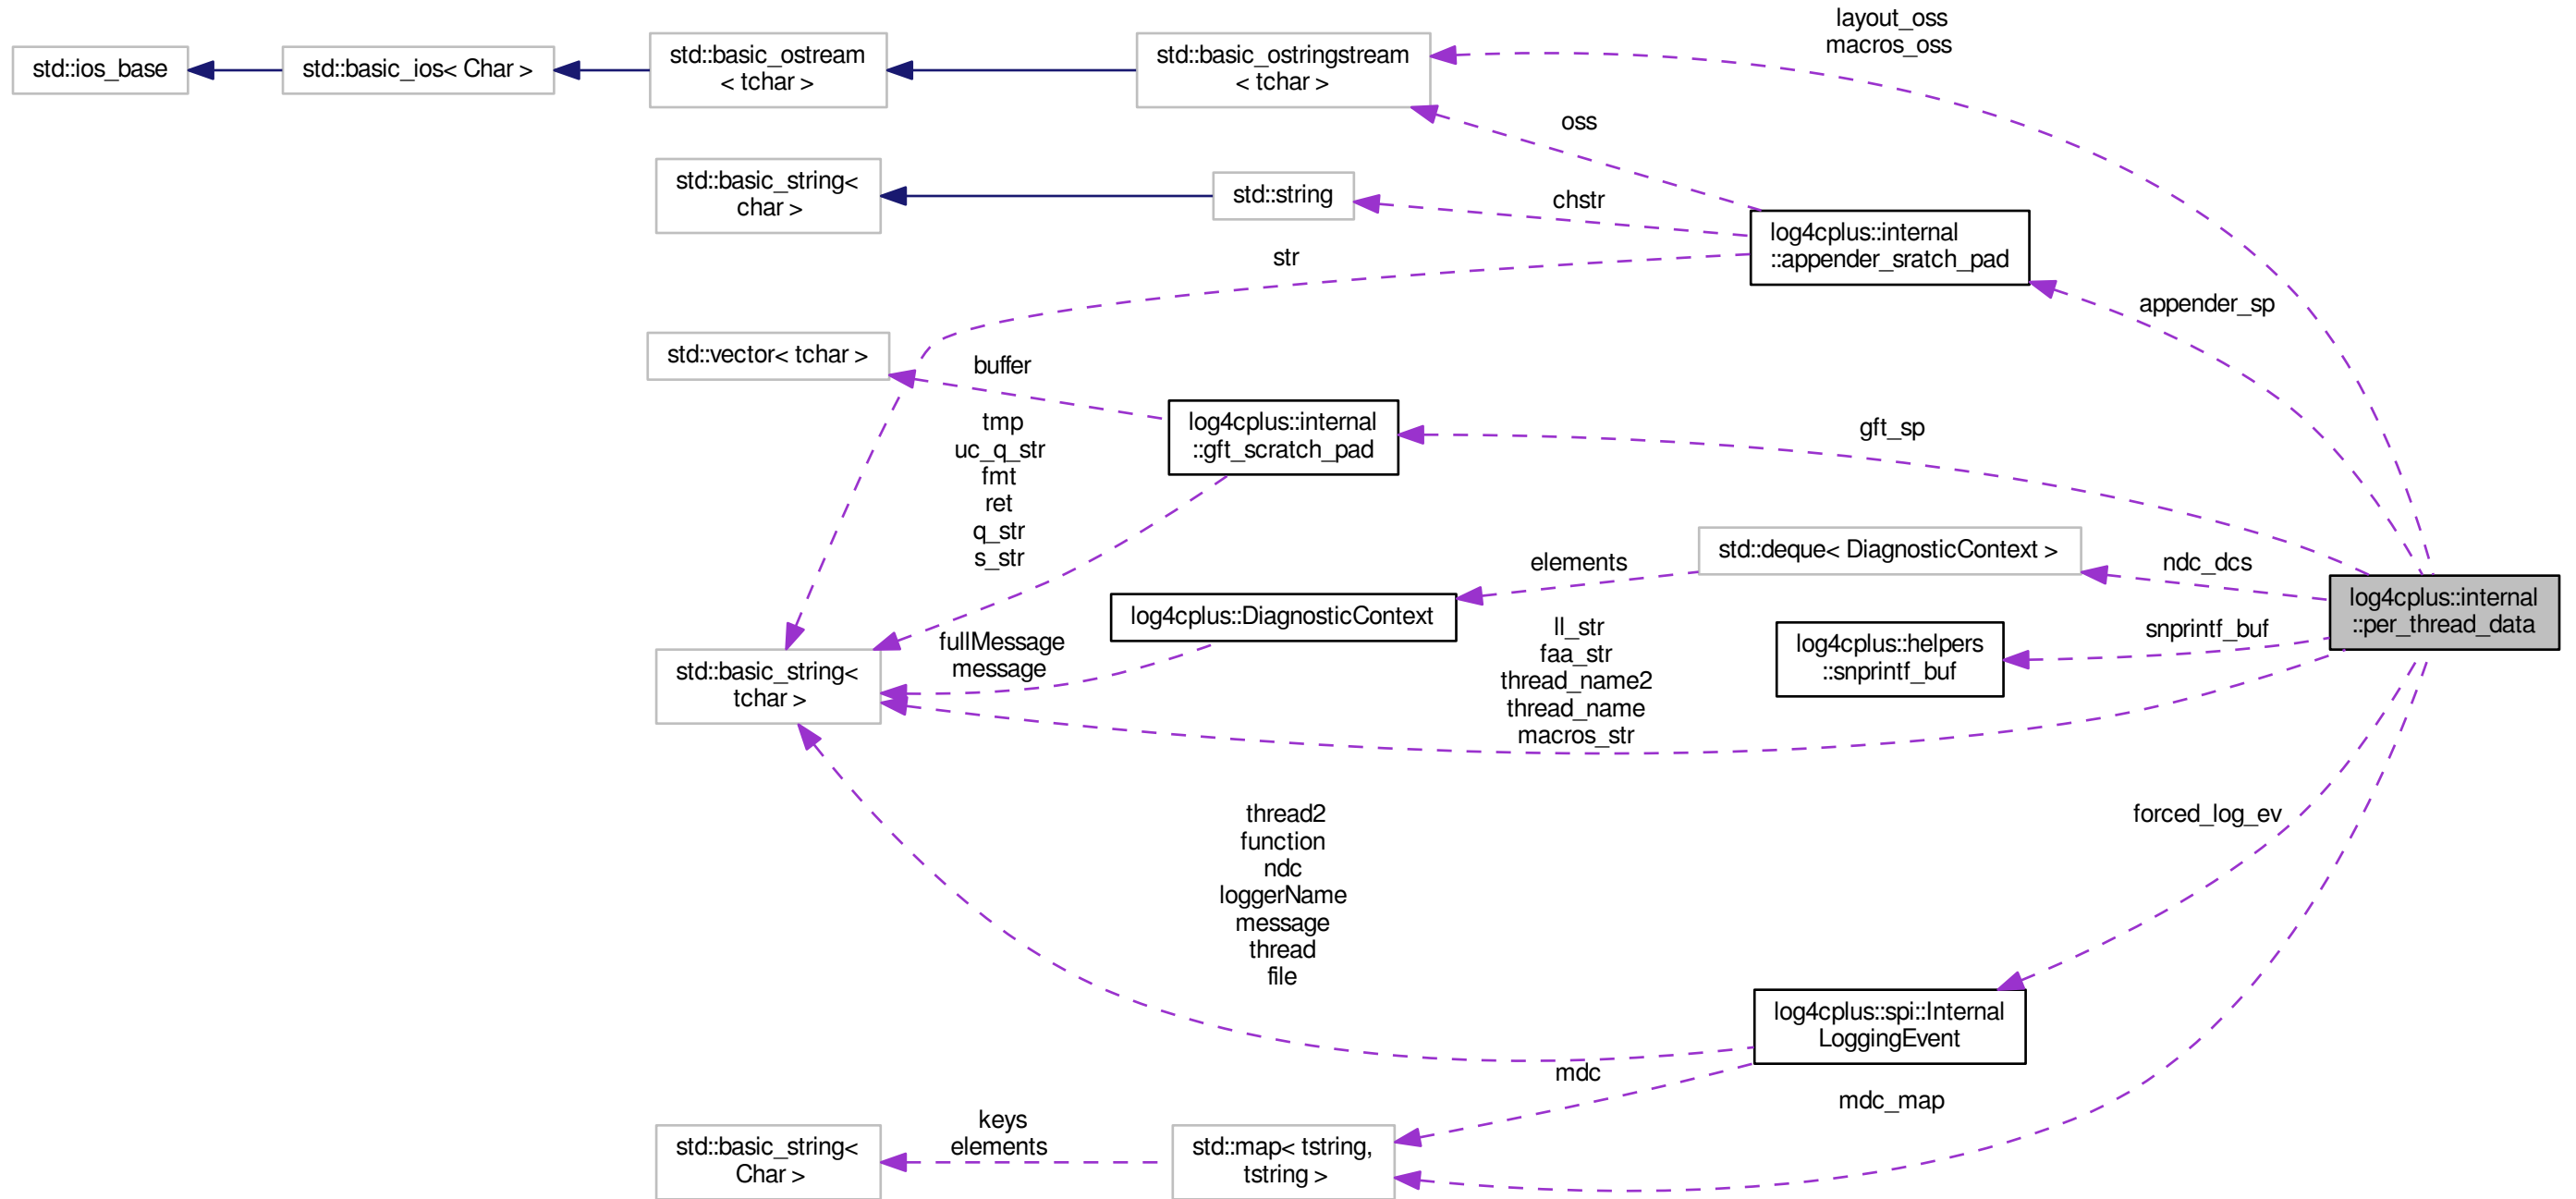 layout_oss
macros_oss
std::ios_base
std::basic_ios< Char >
std::basic_ostream
< tchar >
std::basic_ostringstream
< tchar >
oss
std::basic_string<
char >
std::string
chstr
log4cplus::internal
::appender_sratch_pad
str
appender_sp
std::vector< tchar >
buffer
log4cplus::internal
::gft_scratch_pad
gft_sp
tmp
uc_q_str
fmt
ret
q_str
s_str
std::deque< DiagnosticContext >
elements
ndc_dcs
log4cplus::DiagnosticContext
log4cplus::internal
::per_thread_data
fullMessage
message
ll_str
faa_str
thread_name2
thread_name
macros_str
log4cplus::helpers
::snprintf_buf
snprintf_buf
std::basic_string<
tchar >
thread2
function
ndc
loggerName
message
thread
file
forced_log_ev
log4cplus::spi::Internal
LoggingEvent
mdc
mdc_map
std::basic_string<
Char >
keys
elements
std::map< tstring,
tstring >